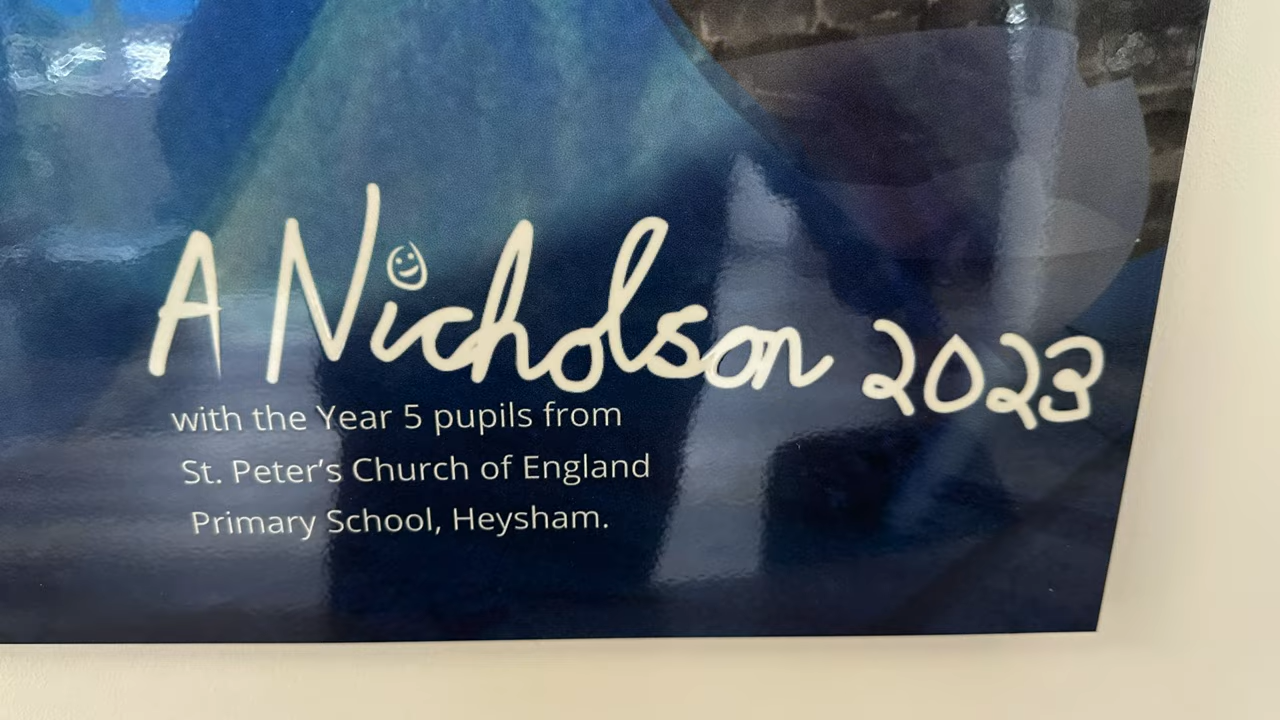 A Nicholson 2023
with the Year 5 pupils from
St. Peter’s Church of England
Primary School, Heysham.